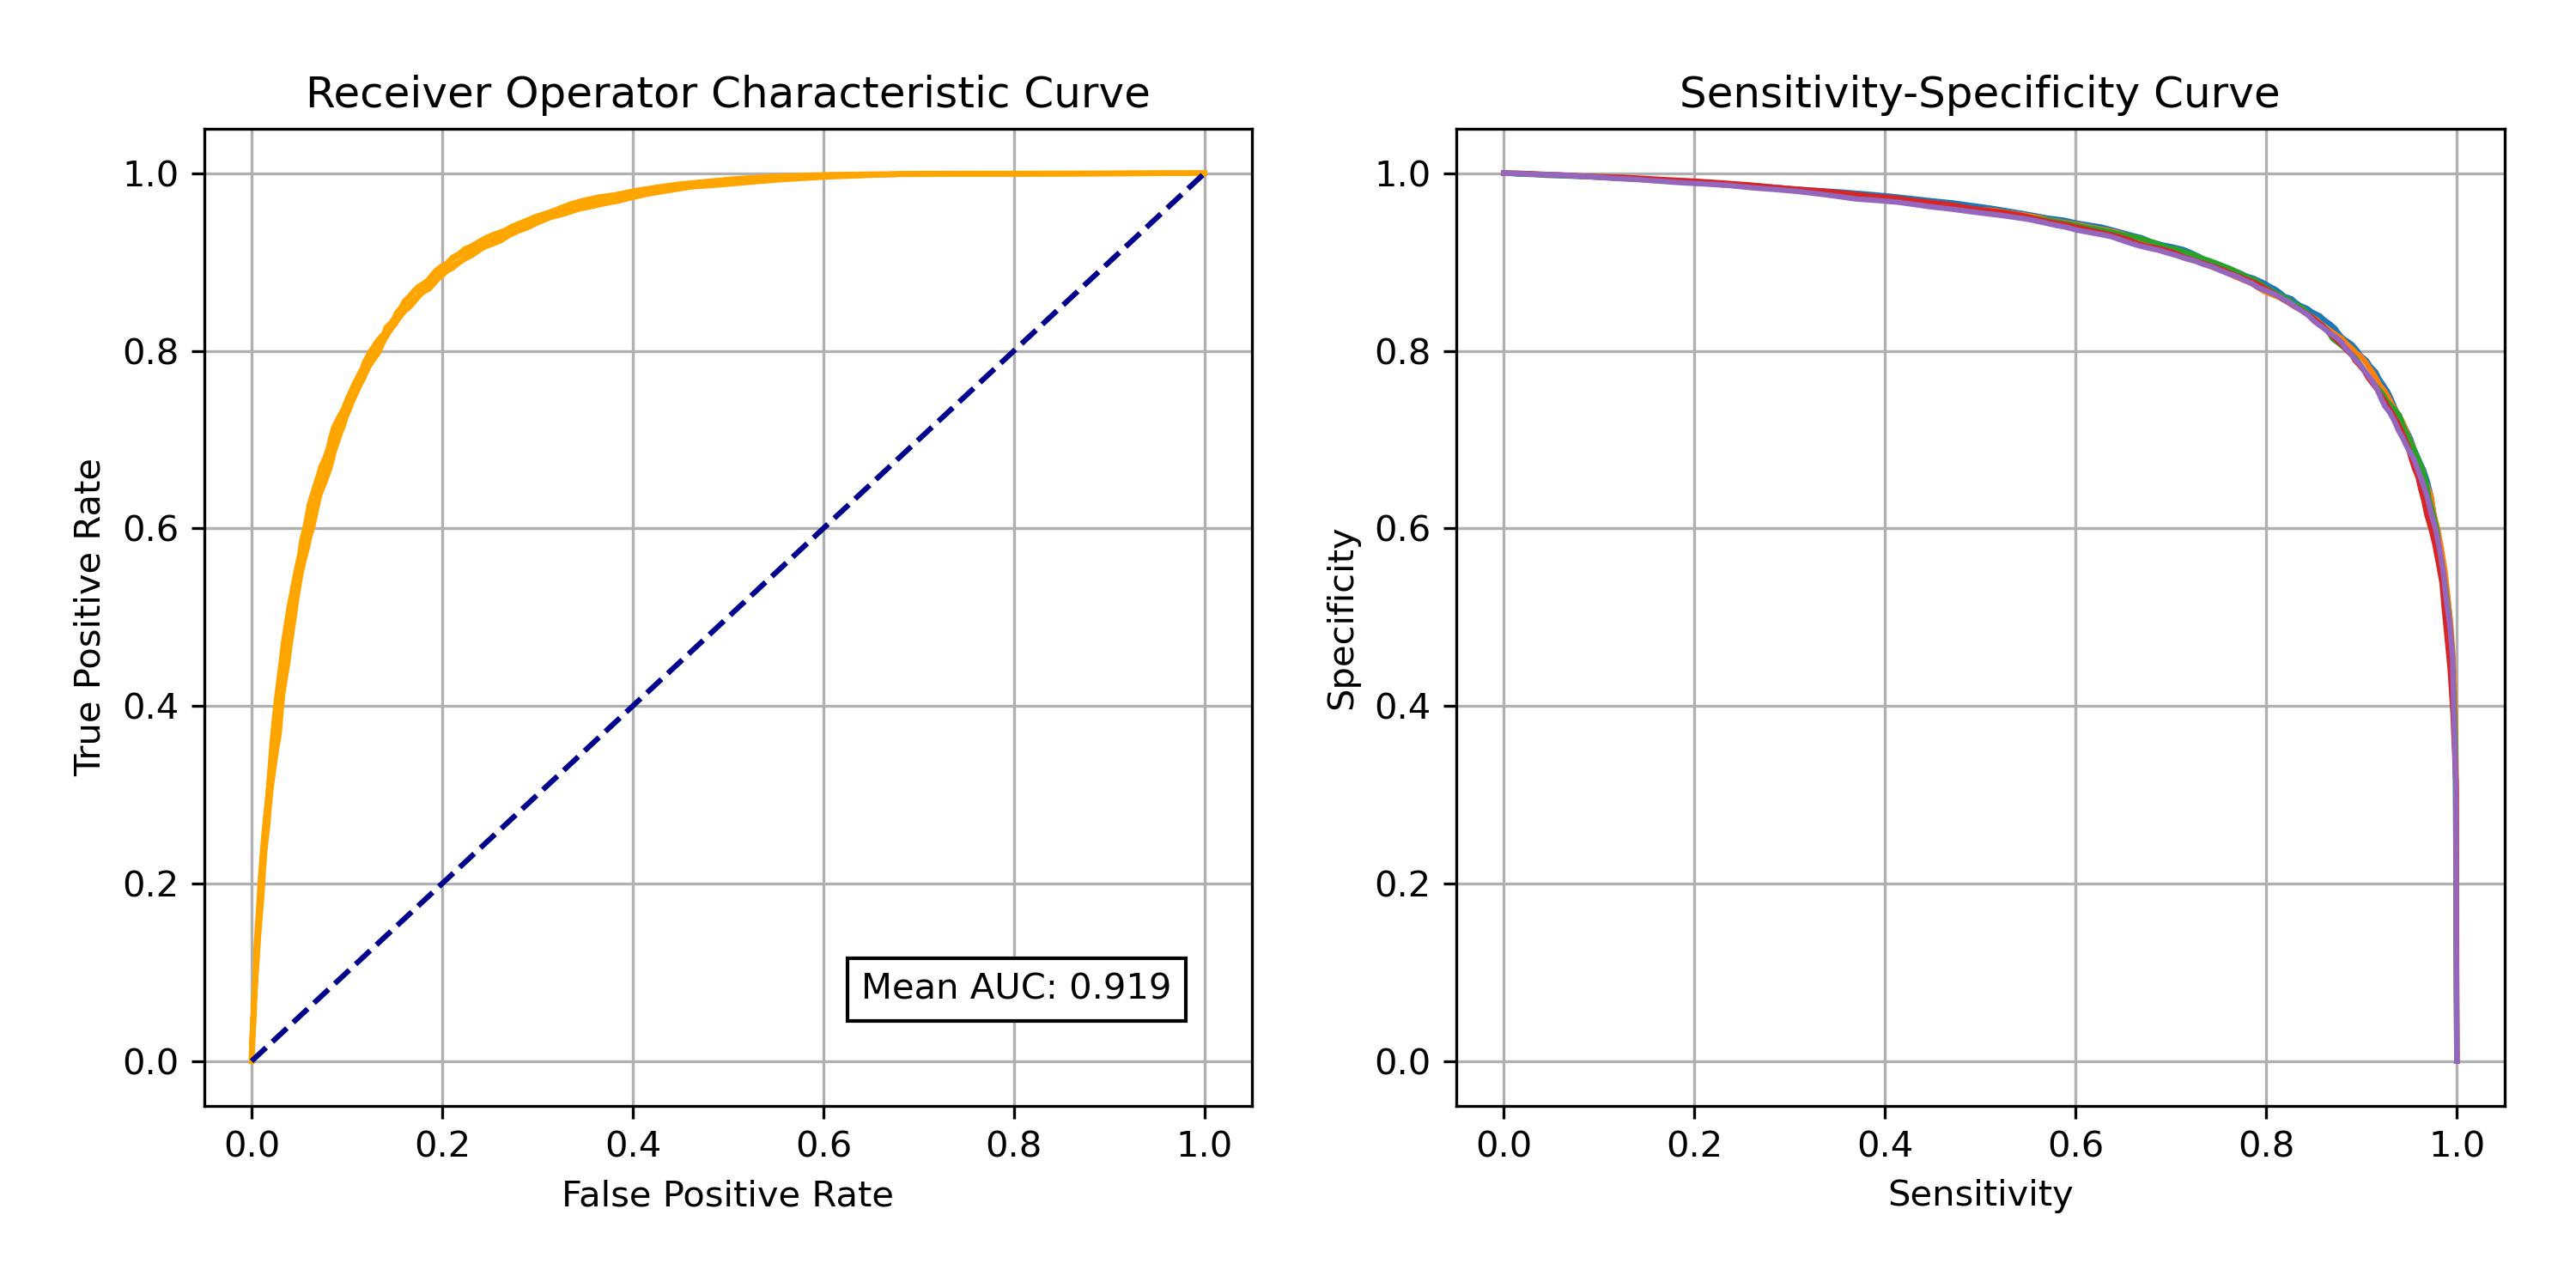 Receiver Operator Characteristic Curve
True Positive Rate
1.0
0.8
0.6
0.4
0.2
0.0
Mean AUC: 0.919
0.0 0.2 0.4 0.6 0.8 1.0
False Positive Rate
Sensitivity-Specificity Curve
Specificity
1.0
0.8
0.6
0.4
0.2
0.0
0.0 0.2 0.4 0.6 0.8 1.0
Sensitivity